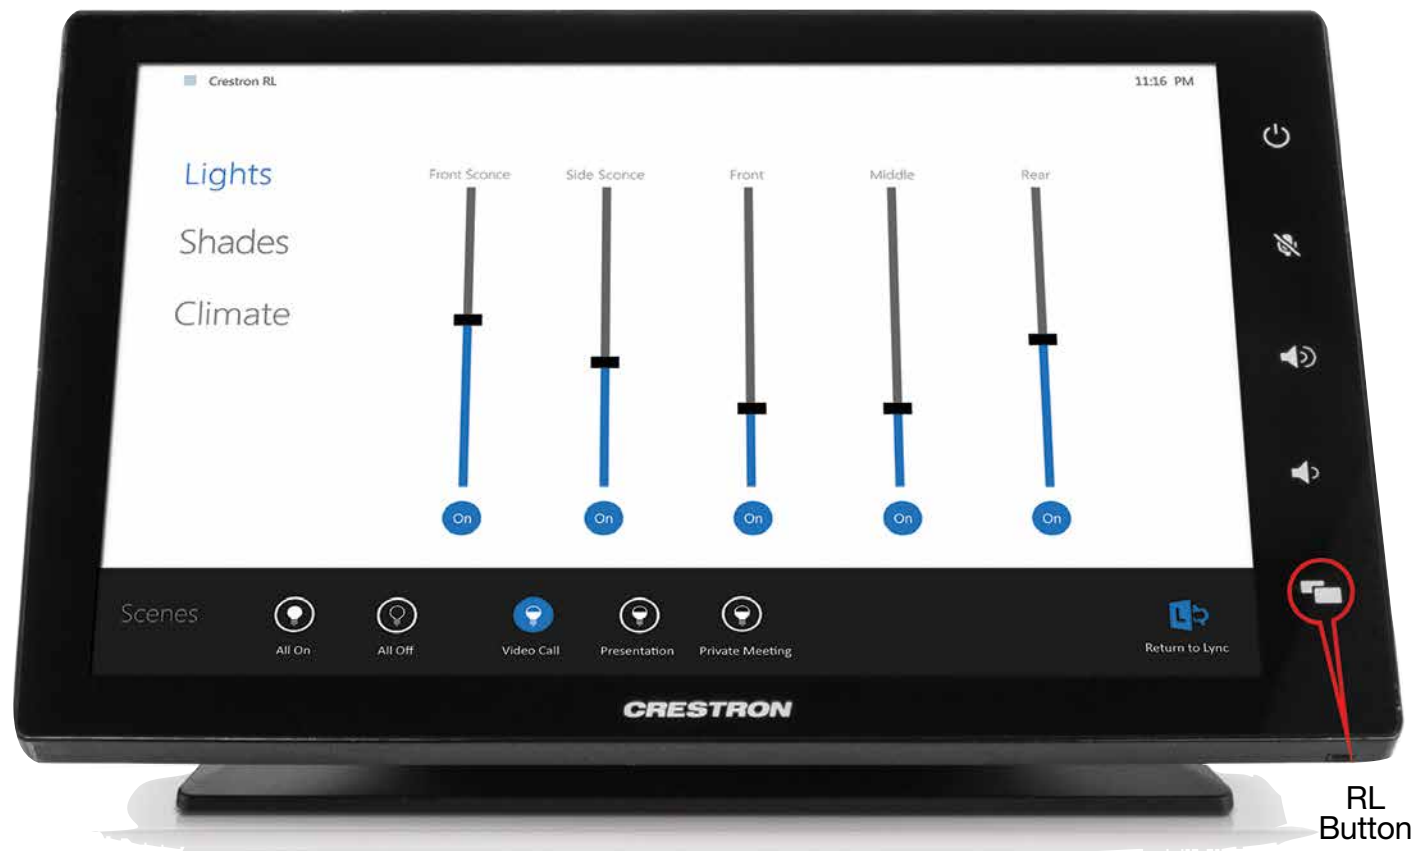 Crestron RL
11:16 PM
Lights
Shades
Climate
Front Sconce
Side Sconce
Front
Middle
Rear
On
On
On
On
On
Scenes
All On
All Off
Video Call
Presentation
Private Meeting
L
Return to Lync
CRESTRON
RL
Button